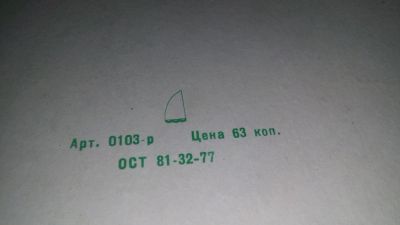 Арт. 0103-р Цена 63 коп.
ОСТ 81-32-77